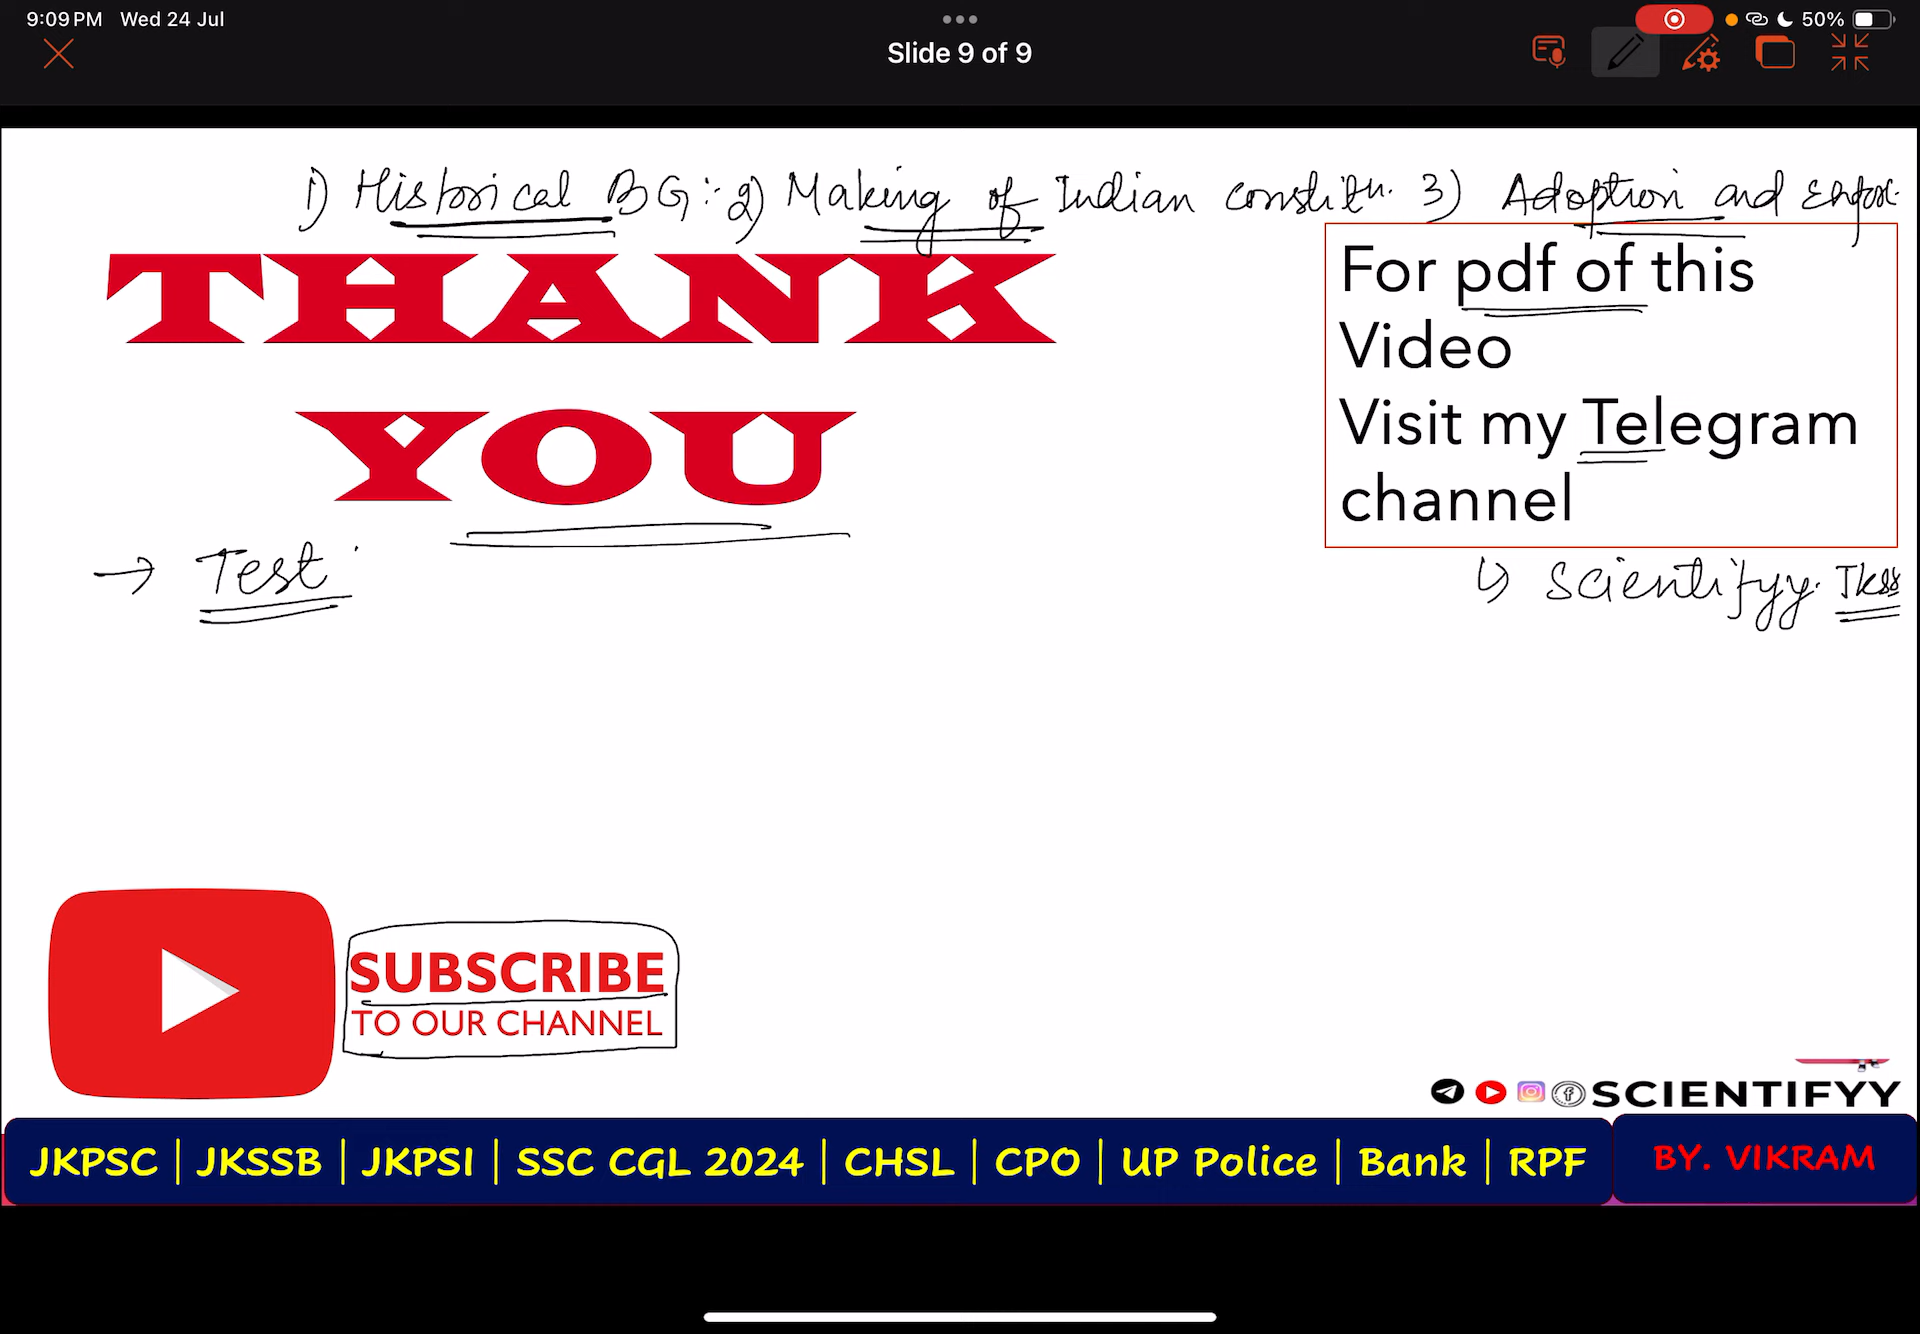 9:09 PM Wed 24 Jul
50%
Slide 9 of 9
1) Historical BG:- 2) Making of Indian constitn. 3) Adoption and Enforc.
THANK
YOU
For pdf of this
Video
Visit my Telegram
channel
→ Test
↳ Scientifyy
SUBSCRIBE
TO OUR CHANNEL
SCIENTIFYY
JKPSC | JKSSB | JKPSI | SSC CGL 2024 | CHSL | CPO | UP Police | Bank | RPF
BY. VIKRAM